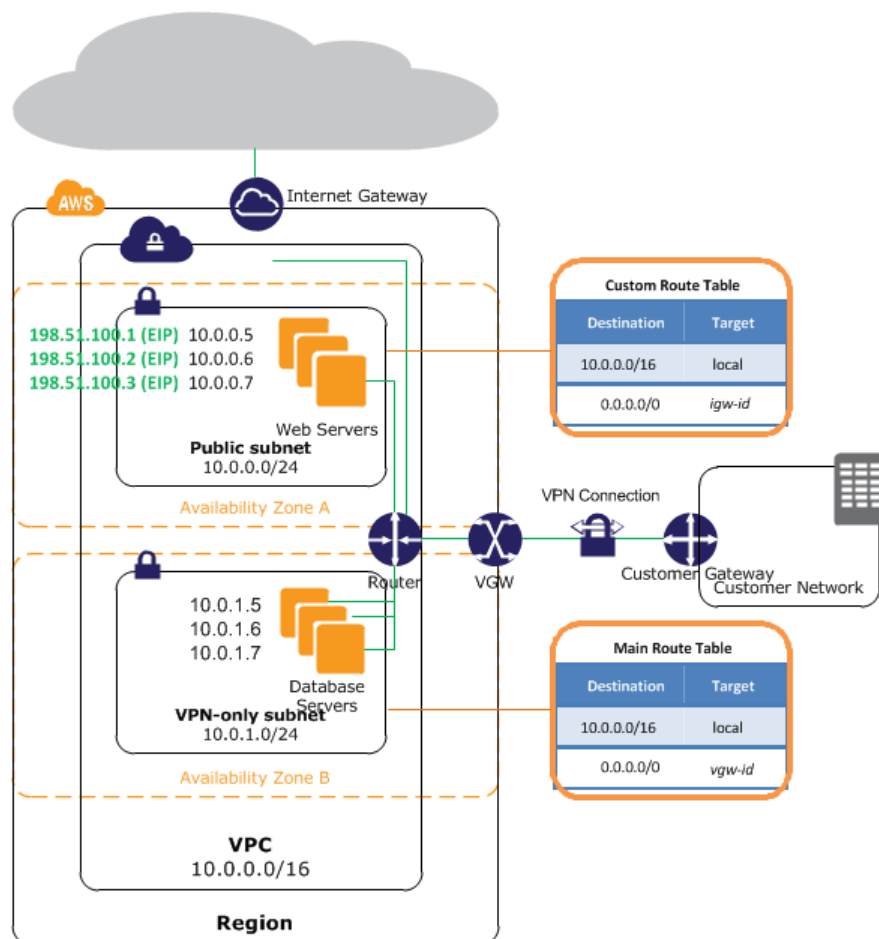 Internet Gateway
AWS
198.51.100.1 (EIP) 10.0.0.5
198.51.100.2 (EIP) 10.0.0.6
198.51.100.3 (EIP) 10.0.0.7
Web Servers
Public subnet
10.0.0.0/24
Availability Zone A
Custom Route Table
Destination Target
10.0.0.0/16 local
0.0.0.0/0 igw-id
VPN Connection
Router
VGW
Customer Gateway
Customer Network
10.0.1.5
10.0.1.6
10.0.1.7
Database
Servers
VPN-only subnet
10.0.1.0/24
Availability Zone B
Main Route Table
Destination Target
10.0.0.0/16 local
0.0.0.0/0 vgw-id
VPC
10.0.0.0/16
Region